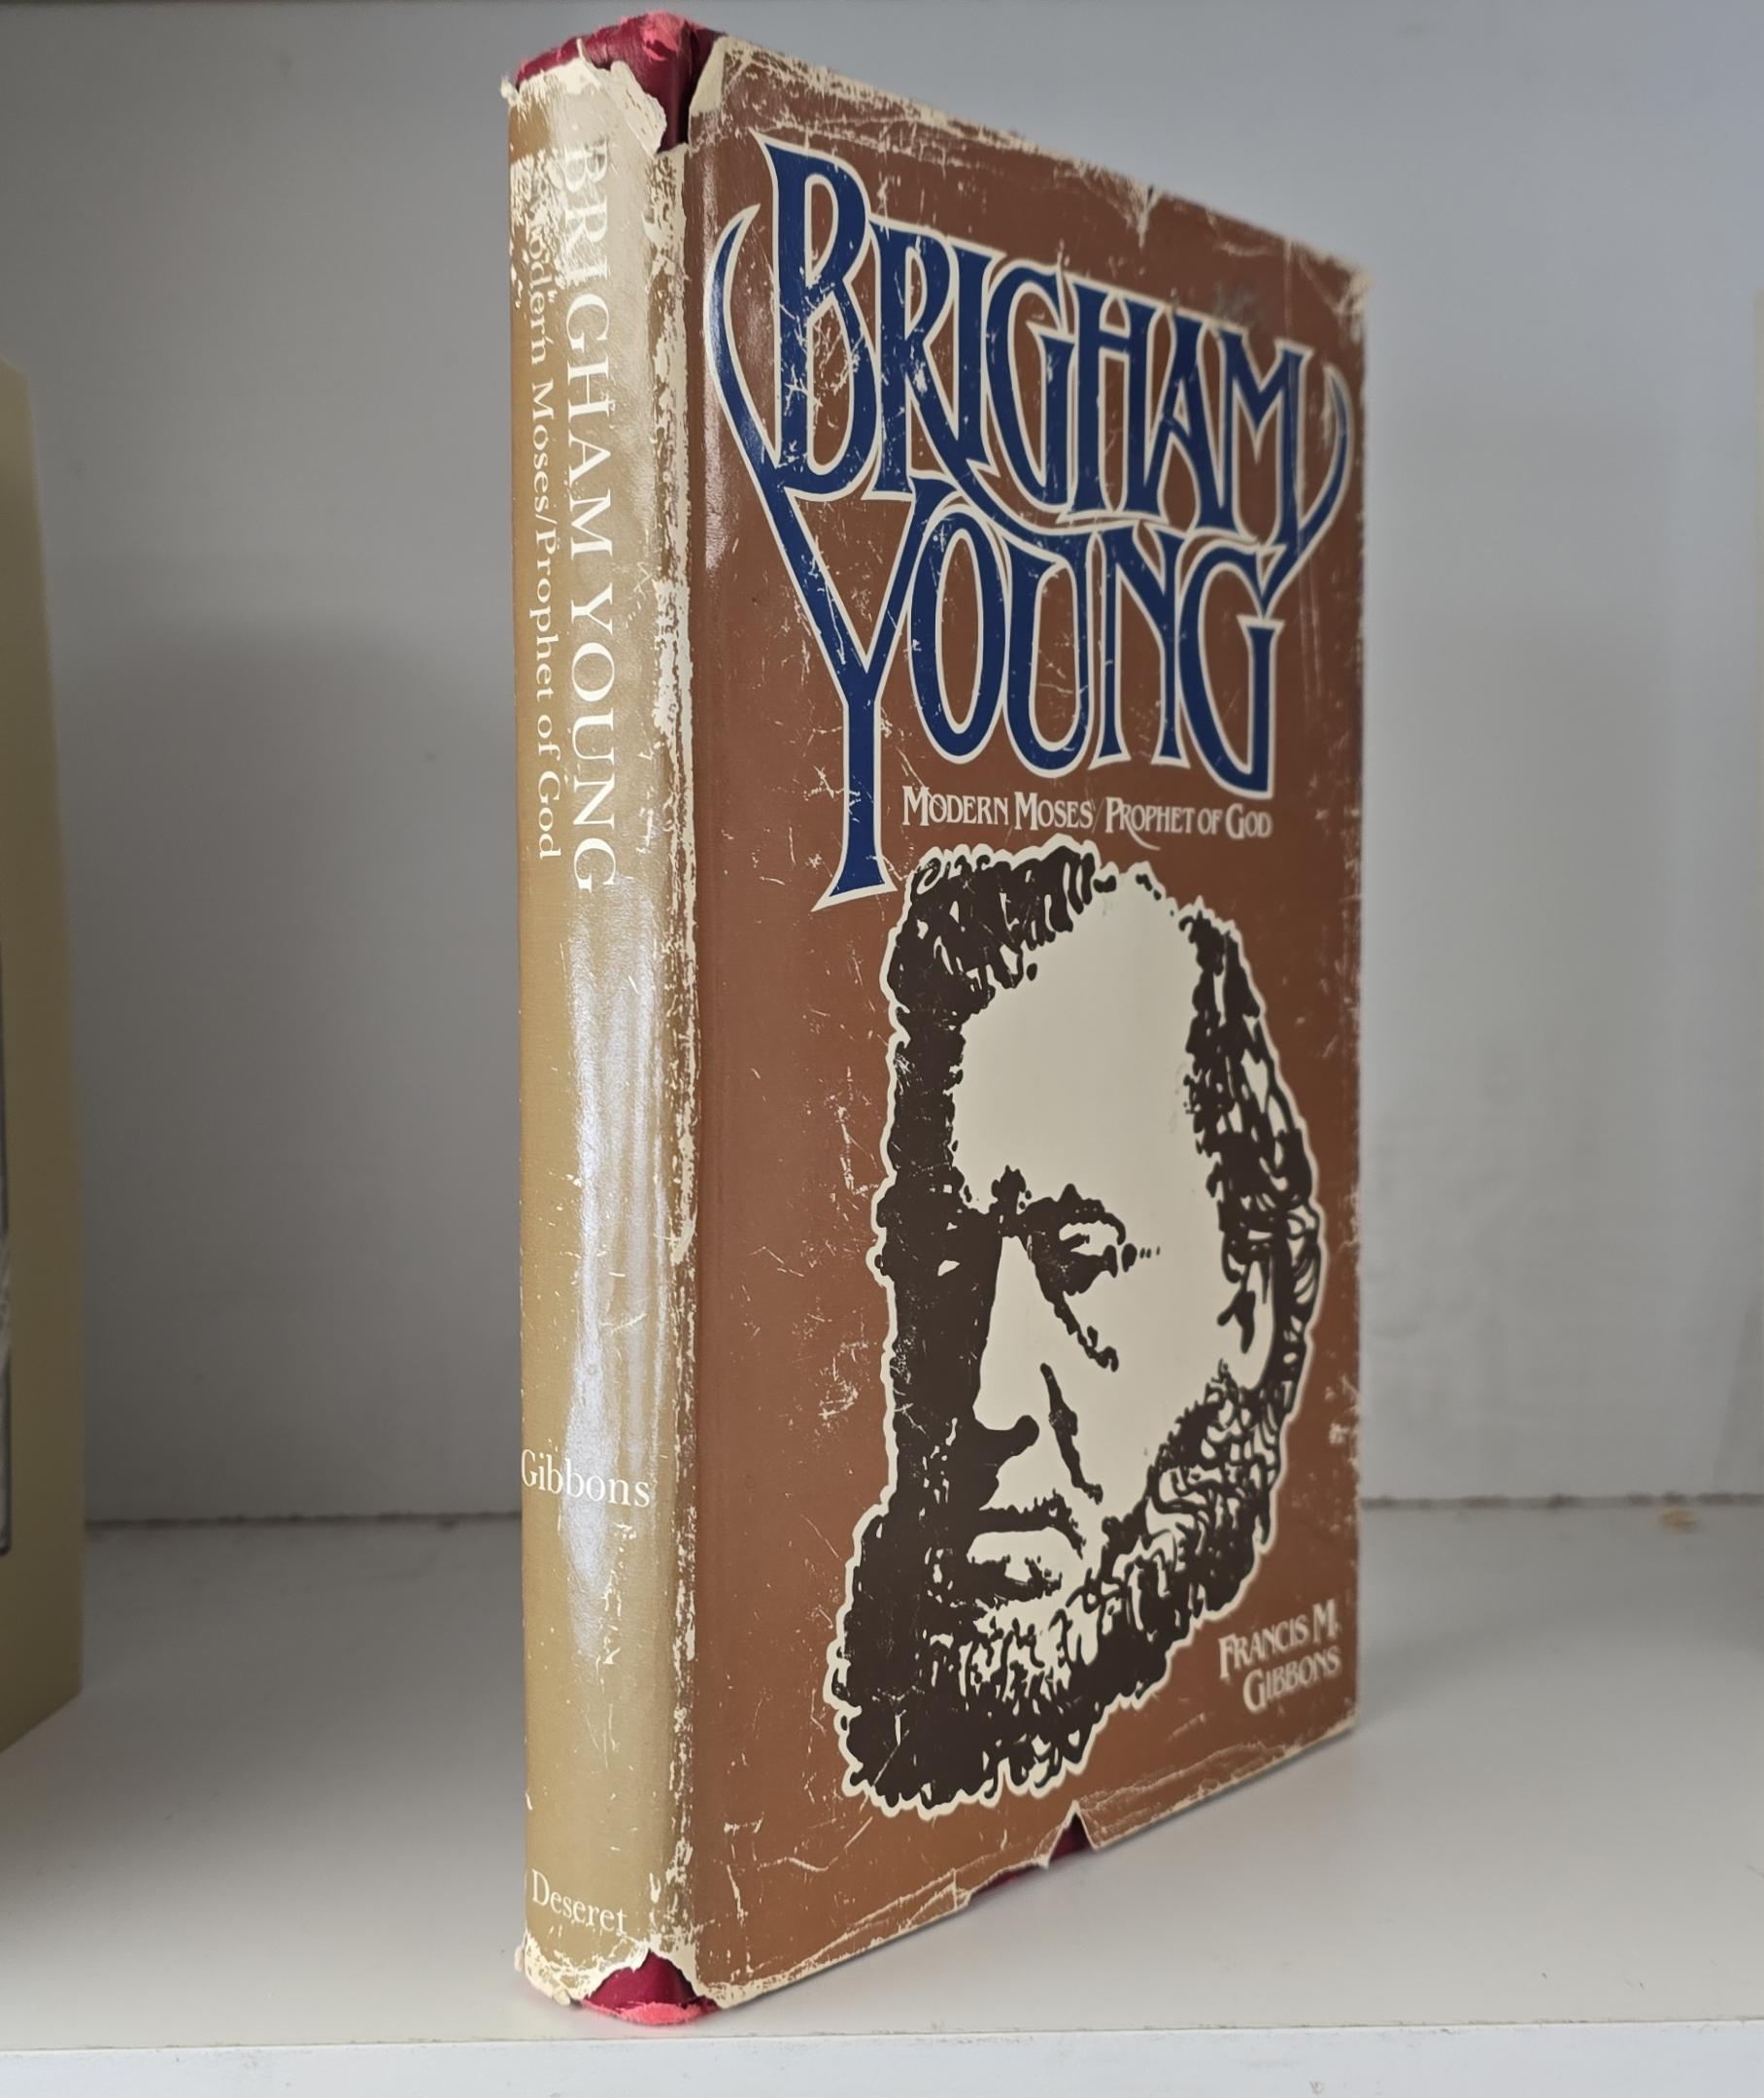 BRIGHAM YOUNG
Modern Moses/Prophet of God
Gibbons
Deseret
BRIGHAM
YOUNG
MODERN MOSES/PROPHET OF GOD
FRANCIS M.
GIBBONS